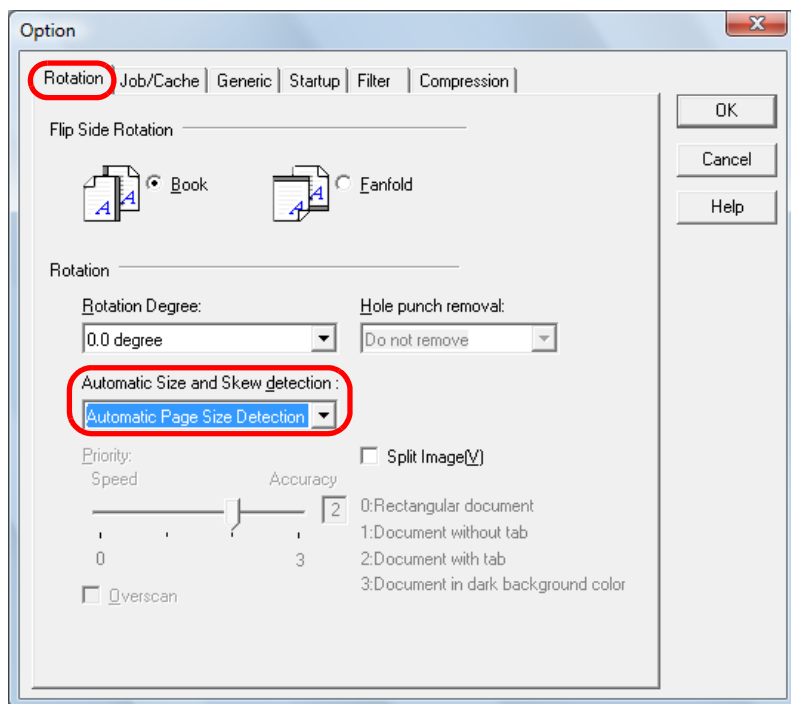 Option
Rotation Job/Cache Generic Startup Filter Compression
OK
Cancel
Help
Flip Side Rotation
A A Book A A Fanfold
Rotation
Rotation Degree: Hole punch removal:
0.0 degree Do not remove
Automatic Size and Skew detection :
Automatic Page Size Detection
Priority: Split Image(V)
Speed Accuracy
2
0 3
0:Rectangular document
1:Document without tab
2:Document with tab
3:Document in dark background color
Overscan